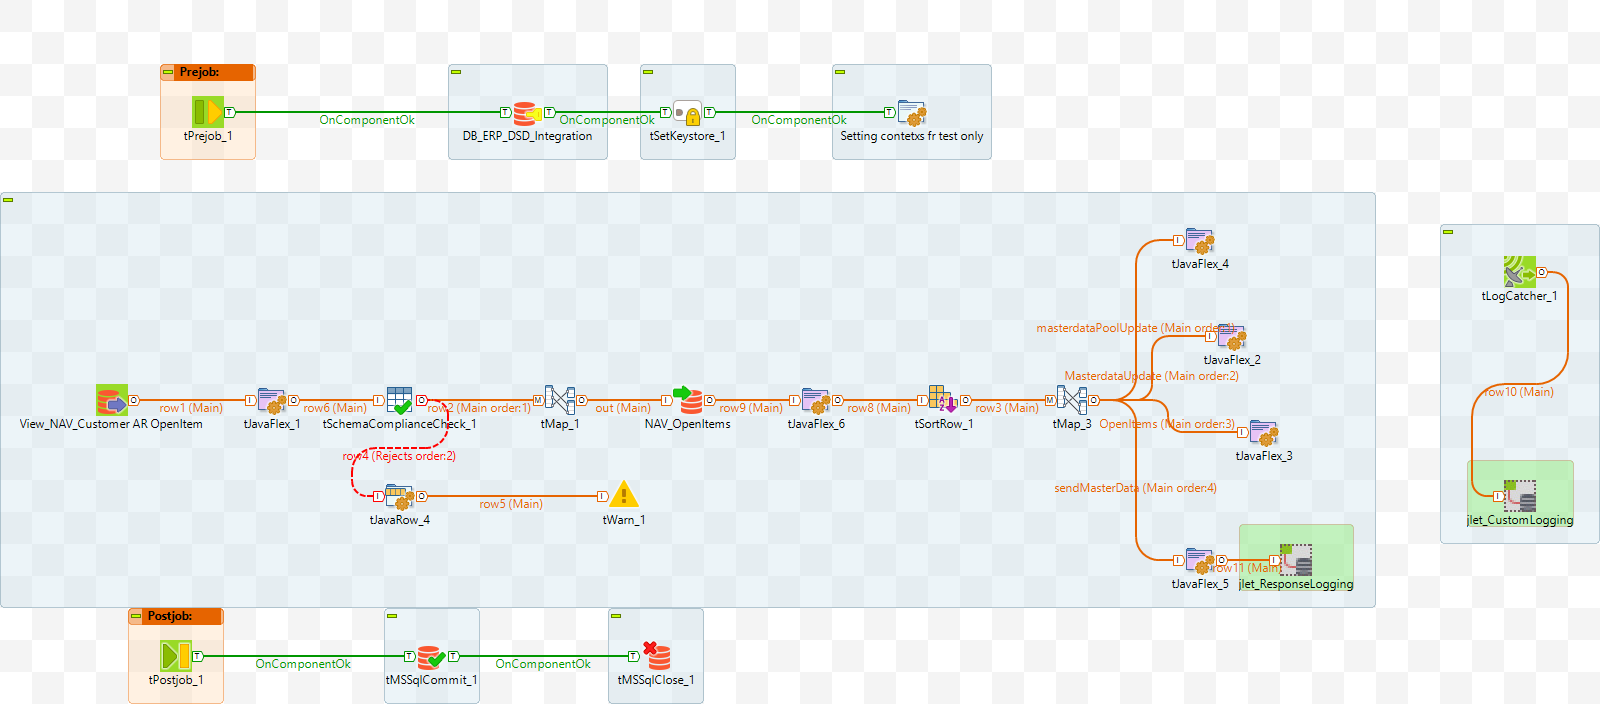 Prejob:
T
tPrejob_1
OnComponentOk
T
T
DB_ERP_DSD_Integration
OnComponentOk
T
T
tSetKeystore_1
OnComponentOk
T
Setting contetxs fr test only
I
tJavaFlex_4
masterdataPoolUpdate (Main order:1)
I
tJavaFlex_2
MasterdataUpdate (Main order:2)
O
View_NAV_Customer AR OpenItem
row1 (Main)
I
O
tJavaFlex_1
row6 (Main)
I
O
tSchemaComplianceCheck_1
row2 (Main order:1)
M
O
tMap_1
out (Main)
I
O
NAV_OpenItems
row9 (Main)
I
O
tJavaFlex_6
row8 (Main)
I
O
tSortRow_1
row3 (Main)
M
O
tMap_3
OpenItems (Main order:3)
I
tJavaFlex_3
row4 (Rejects order:2)
I
O
tJavaRow_4
row5 (Main)
I
tWarn_1
sendMasterData (Main order:4)
I
O
tJavaFlex_5
row11 (Main)
I
jlet_ResponseLogging
O
tLogCatcher_1
row10 (Main)
I
jlet_CustomLogging
Postjob:
T
tPostjob_1
OnComponentOk
T
T
tMSSqlCommit_1
OnComponentOk
T
tMSSqlClose_1